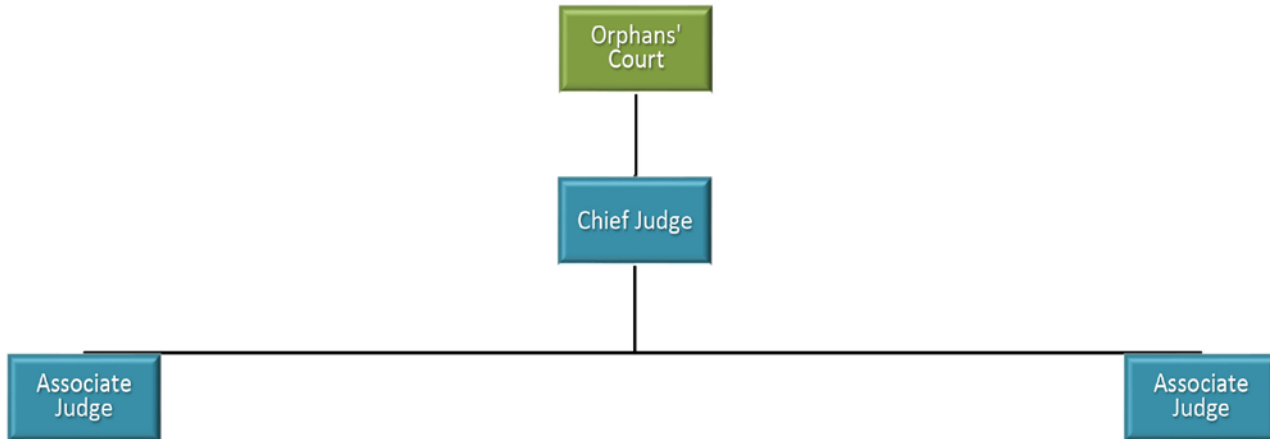 Orphans'
Court
Chief Judge
Associate
Judge
Associate
Judge